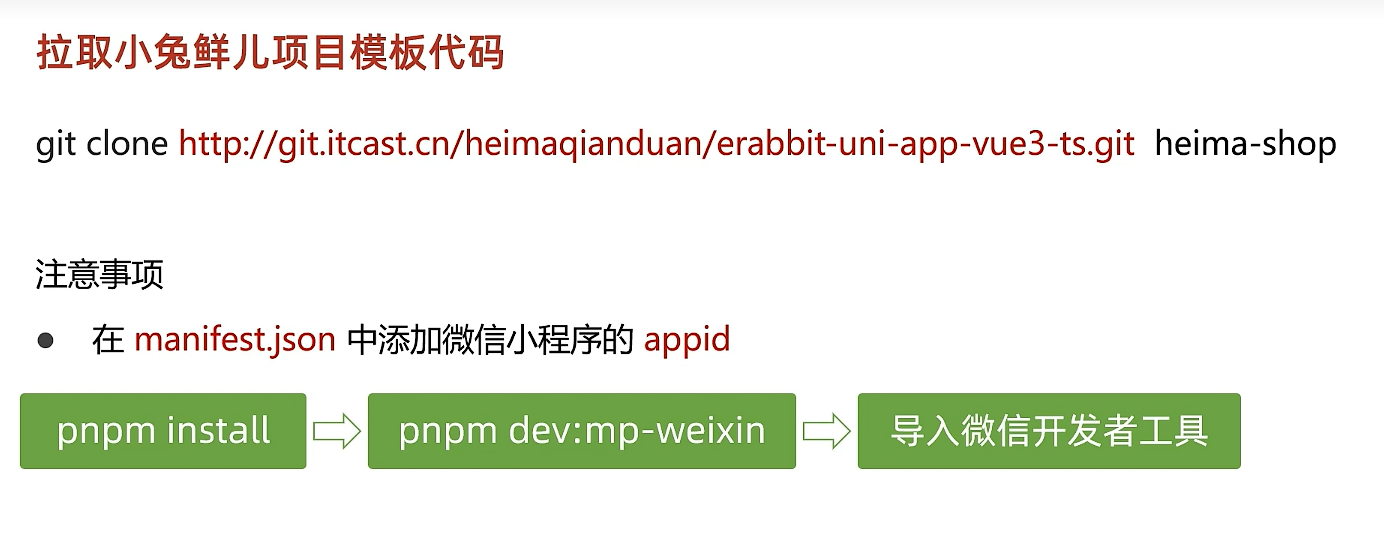 拉取小兔鲜儿项目模板代码
git clone http://git.itcast.cn/heimaqianduan/erabbit-uni-app-vue3-ts.git heima-shop
注意事项
● 在 manifest.json 中添加微信小程序的 appid
pnpm install
pnpm dev:mp-weixin
导入微信开发者工具